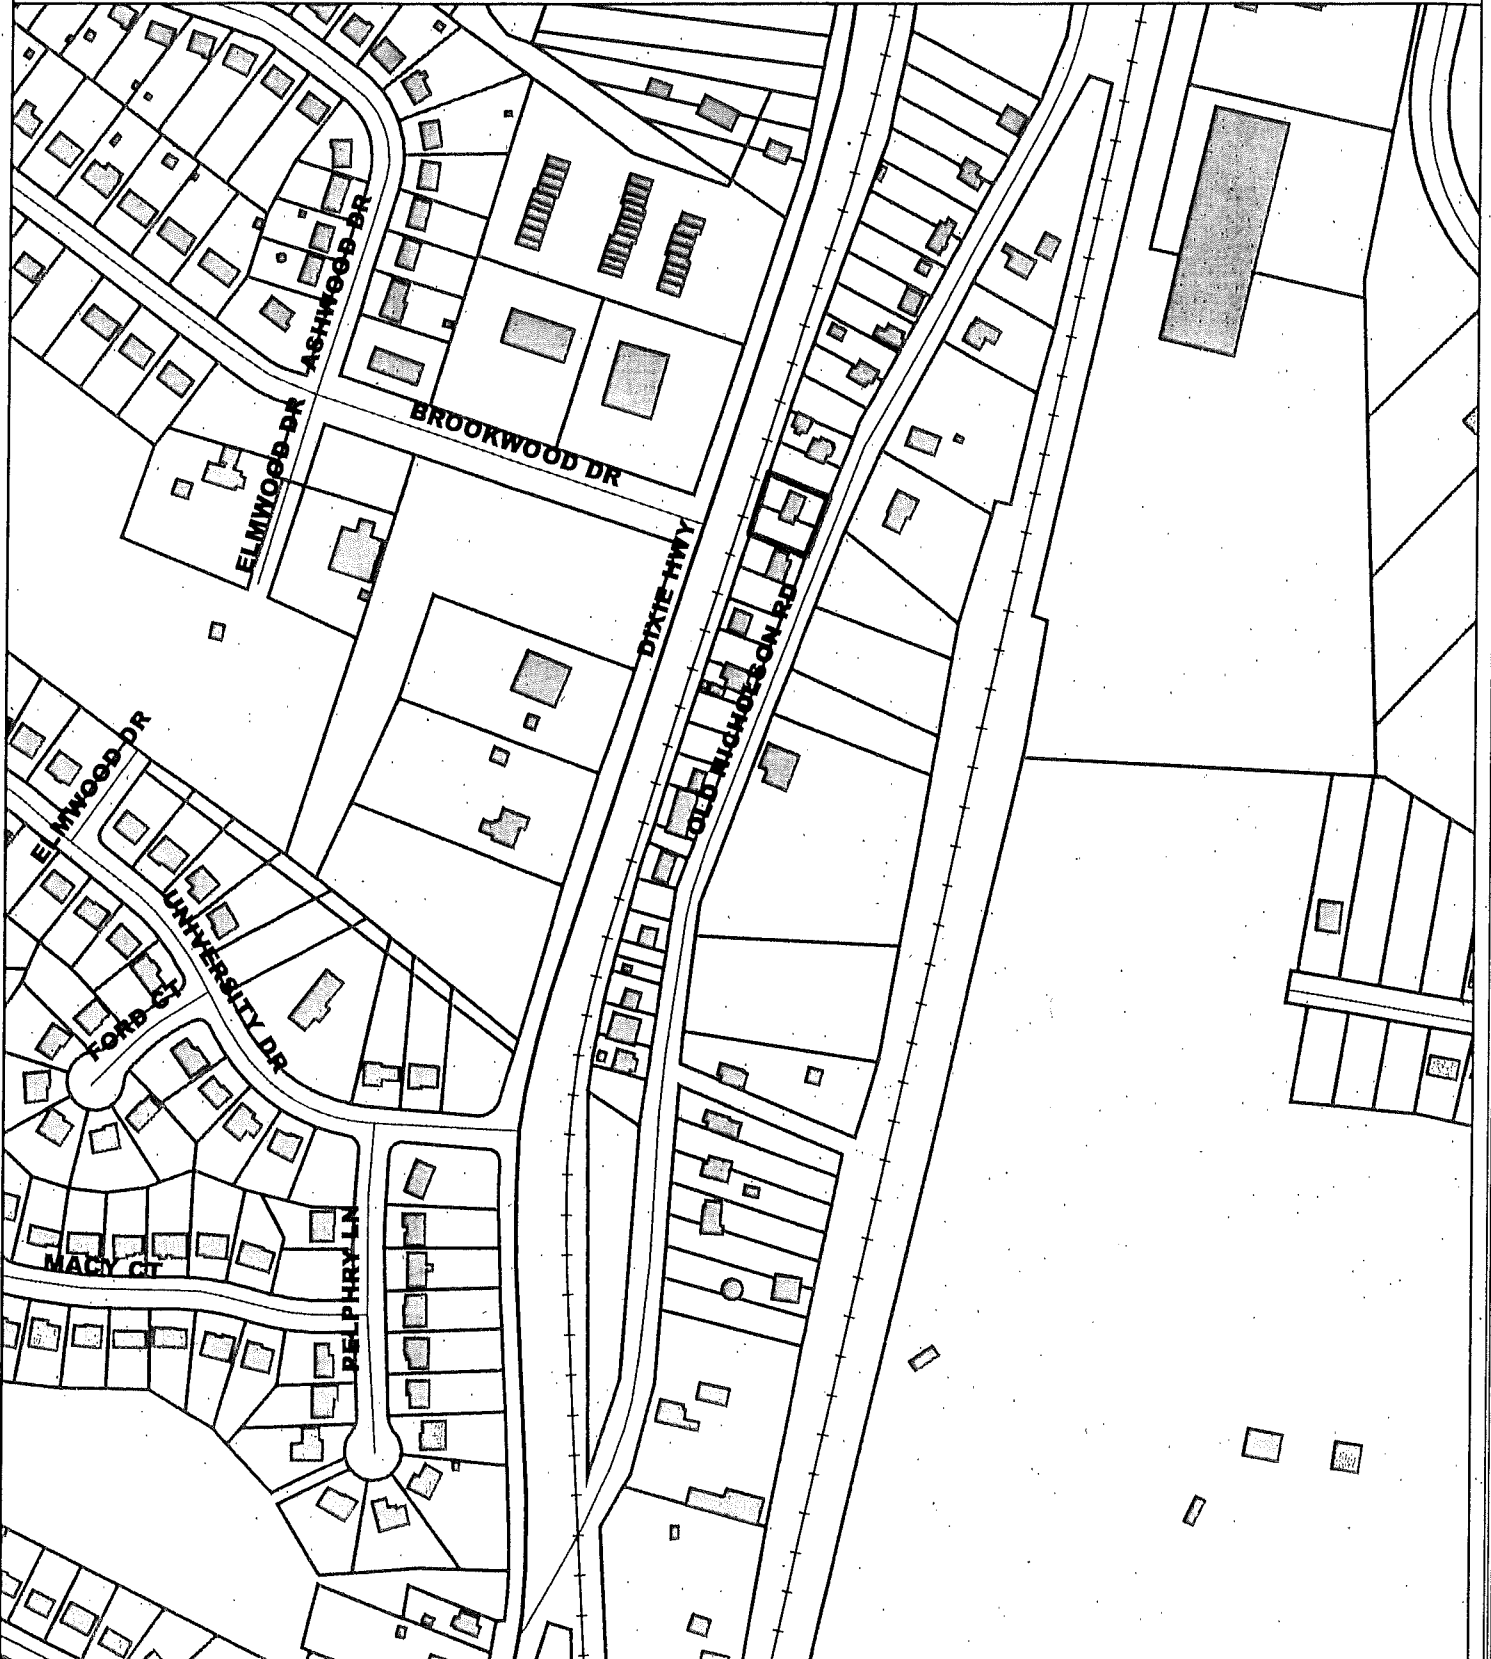 ASHWOOD DR
BROOKWOOD DR
ELMWOOD DR
DIXIE HWY
OLD NICHOLSON RD
ELMWOOD DR
UNIVERSITY DR
FORD CT
PELPHRY LN
MACY CT